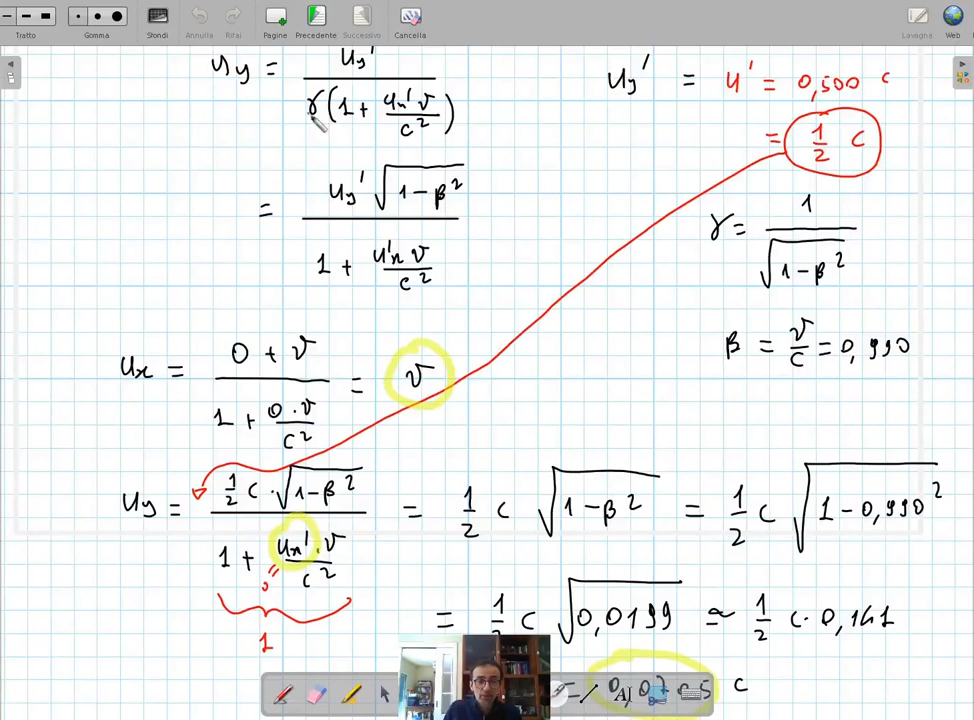 Tratto Gomma Sfondi Annulla Rifai Pagine Precedente Successivo Cancella Lavagna Web
uy = uy' / γ(1 + ux' v / c²)
uy' = u' = 0,500 c
= 1/2 c
= uy' √(1 - β²) / 1 + u'x v / c²
γ = 1 / √(1 - β²)
β = v/c = 0,990
ux = 0 + v / 1 + 0 · v / c² = v
uy = 1/2 c · √(1 - β²) / 1 + ux' · v / c² = 1/2 c √(1 - β²) = 1/2 c √(1 - 0,990²)
0
1
= 1/2 c √0,0199 ≃ 1/2 c · 0,141
c